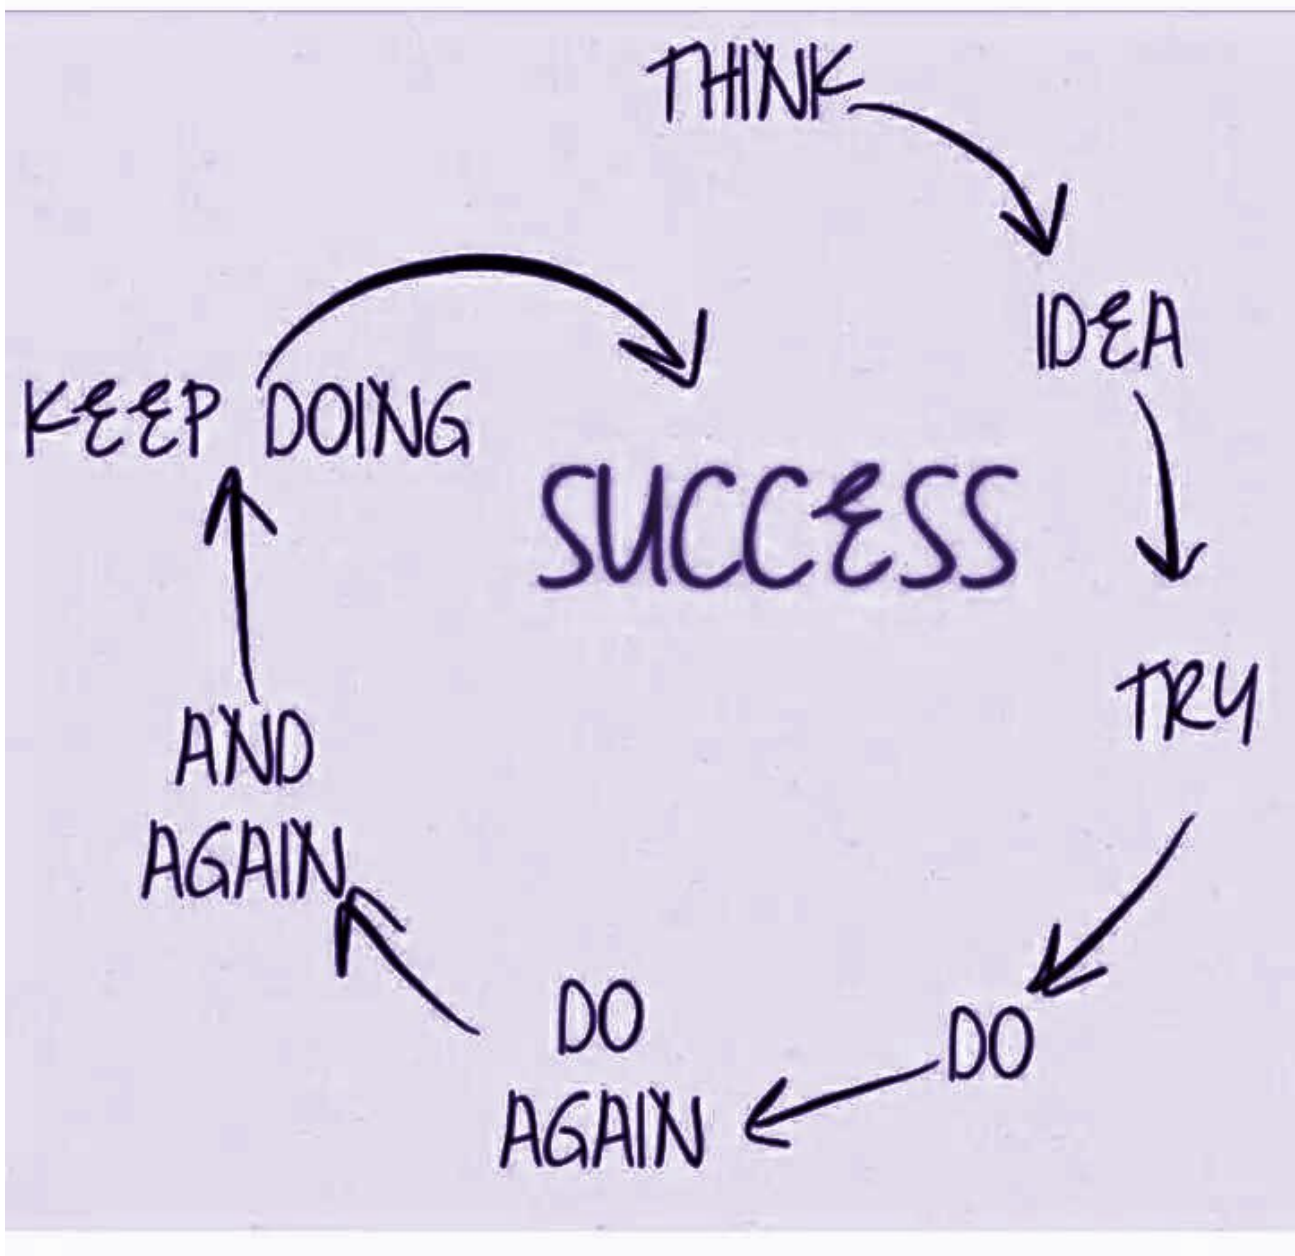 THINK
IDEA
TRY
DO
DO
AGAIN
AND
AGAIN
KEEP DOING
SUCCESS